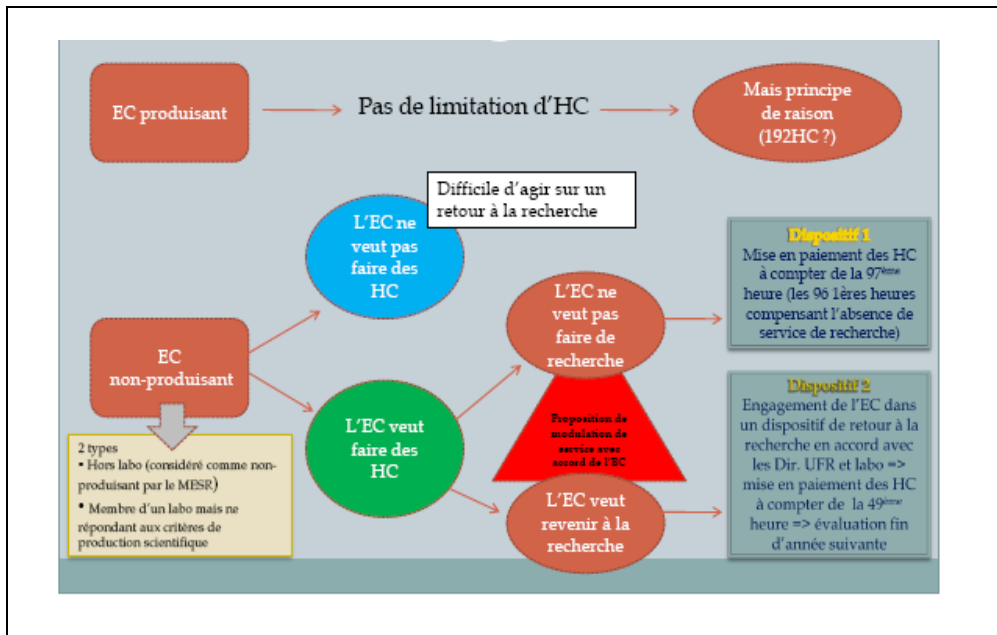 EC produisant
Pas de limitation d'HC
Mais principe
de raison
(192HC ?)
Difficile d'agir sur un
retour à la recherche
L'EC ne
veut pas
faire des
HC
EC
non-produisant
L'EC veut
faire des
HC
2 types
• Hors labo (considéré comme non-
produisant par le MESR)
• Membre d'un labo mais ne
répondant aux critères de
production scientifique
L'EC ne
veut pas
faire de
recherche
Proposition de
modulation de
service avec
accord de l'EC
L'EC veut
revenir à la
recherche
Dispositif 1
Mise en paiement des HC
à compter de la 97ème
heure (les 96 1ères heures
compensant l'absence de
service de recherche)
Dispositif 2
Engagement de l'EC dans
un dispositif de retour à la
recherche en accord avec
les Dir. UFR et labo =>
mise en paiement des HC
à compter de la 49ème
heure => évaluation fin
d'année suivante